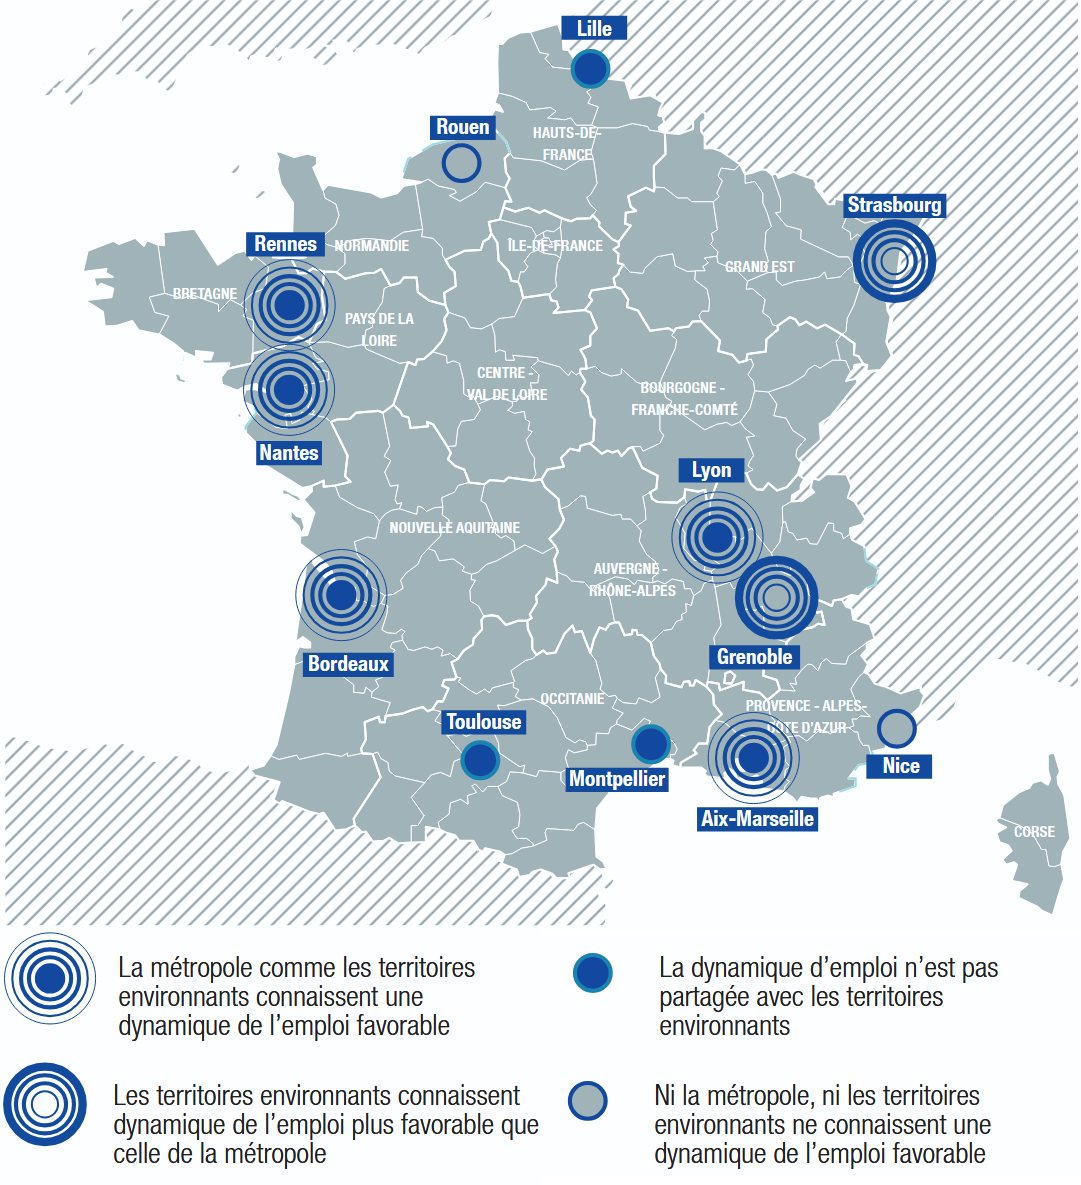 Lille
Rouen
HAUTS-DE-
FRANCE
Strasbourg
Rennes
NORMANDIE
ÎLE-DE-FRANCE
GRAND EST
BRETAGNE
PAYS DE LA
LOIRE
CENTRE -
VAL DE LOIRE
BOURGOGNE -
FRANCHE-COMTÉ
Nantes
Lyon
NOUVELLE AQUITAINE
AUVERGNE -
RHÔNE-ALPES
Bordeaux
Grenoble
OCCITANIE
PROVENCE - ALPES-
COTE D'AZUR
Toulouse
Montpellier
Nice
Aix-Marseille
CORSE
La métropole comme les territoires
environnants connaissent une
dynamique de l'emploi favorable
La dynamique d'emploi n'est pas
partagée avec les territoires
environnants
Les territoires environnants connaissent
dynamique de l'emploi plus favorable que
celle de la métropole
Ni la métropole, ni les territoires
environnants ne connaissent une
dynamique de l'emploi favorable